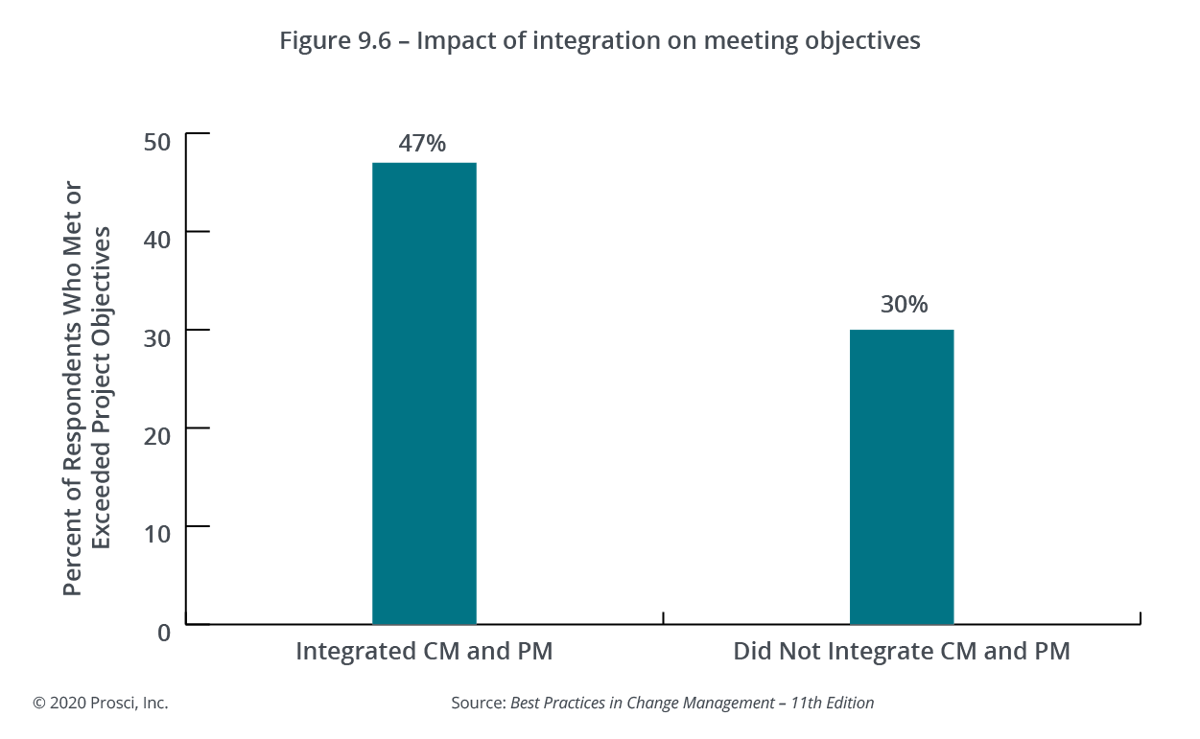 Figure 9.6 – Impact of integration on meeting objectives
Percent of Respondents Who Met or
Exceeded Project Objectives
50
40
30
20
10
0
47%
30%
Integrated CM and PM
Did Not Integrate CM and PM
© 2020 Prosci, Inc.
Source: Best Practices in Change Management – 11th Edition